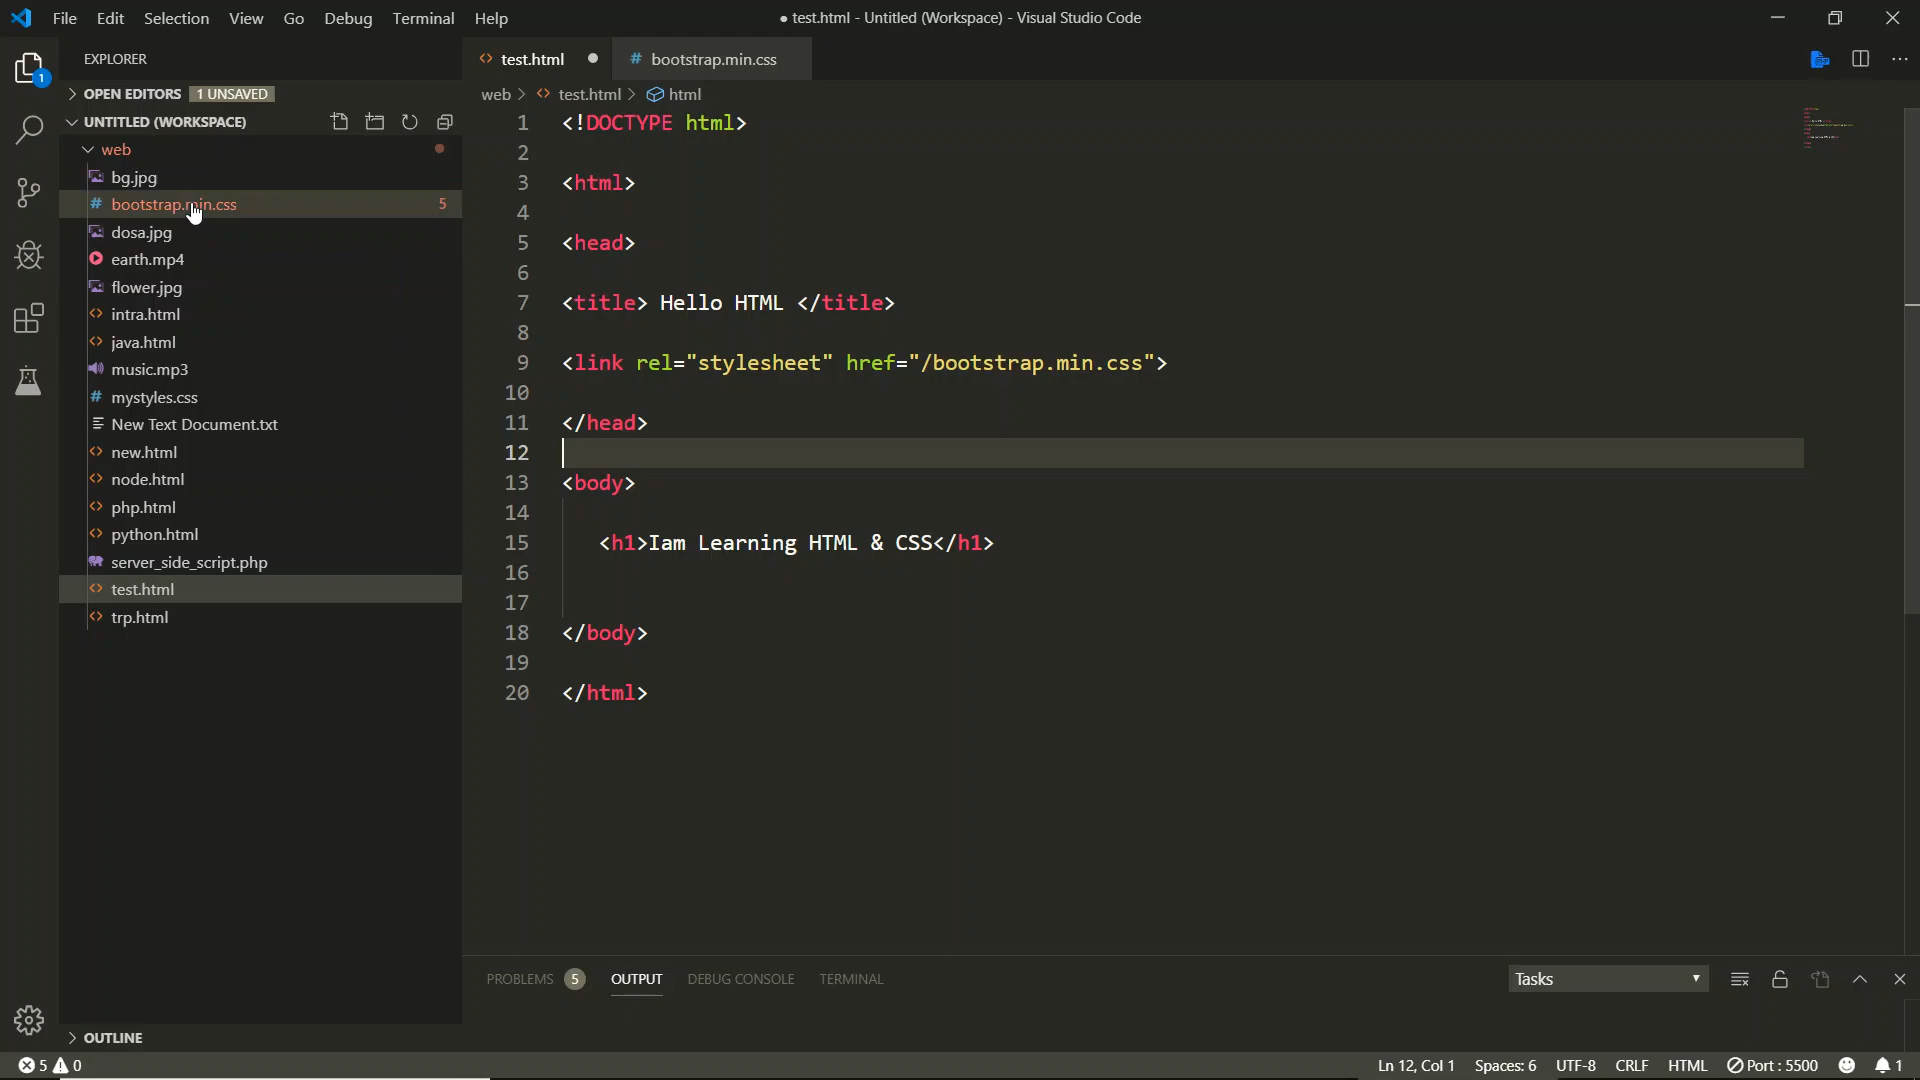 File Edit Selection View Go Debug Terminal Help
● test.html - Untitled (Workspace) - Visual Studio Code
EXPLORER
1
OPEN EDITORS 1 UNSAVED
UNTITLED (WORKSPACE)
web
bg.jpg
bootstrap.min.css 5
dosa.jpg
earth.mp4
flower.jpg
intra.html
java.html
music.mp3
mystyles.css
New Text Document.txt
new.html
node.html
php.html
python.html
server_side_script.php
test.html
trp.html
OUTLINE
test.html ● # bootstrap.min.css
web > test.html > html
1 <!DOCTYPE html>
2
3 <html>
4
5 <head>
6
7 <title> Hello HTML </title>
8
9 <link rel="stylesheet" href="/bootstrap.min.css">
10
11 </head>
12
13 <body>
14
15 <h1>Iam Learning HTML & CSS</h1>
16
17
18 </body>
19
20 </html>
PROBLEMS 5 OUTPUT DEBUG CONSOLE TERMINAL Tasks
5 0 Ln 12, Col 1 Spaces: 6 UTF-8 CRLF HTML Port : 5500 1